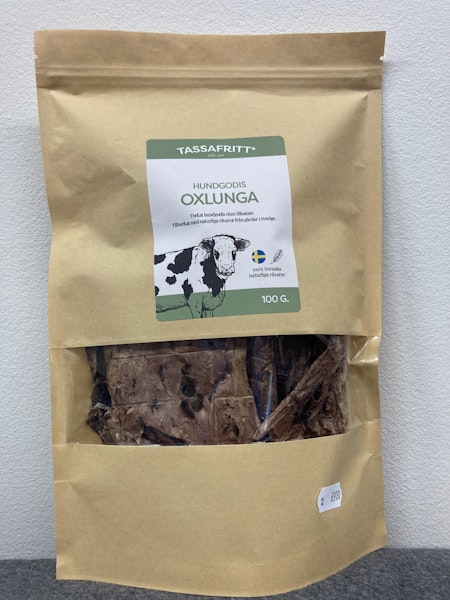 TASSAFRITT®
HUNDGODIS
OXLUNGA
Torkat hundgodis utan tillsatser.
Tillverkat med naturliga råvaror från gårdar i Sverige.
100% Svenska
naturliga råvaror
100 G.